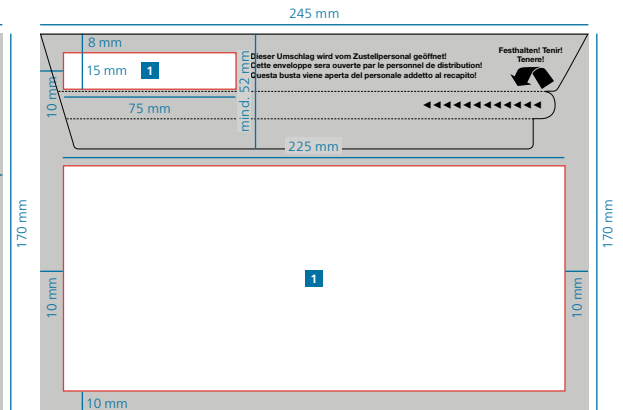 245 mm
8 mm
15 mm 1
Dieser Umschlag wird vom Zustellpersonal geöffnet!
Cette enveloppe sera ouverte par le personnel de distribution!
Questa busta viene aperta del personale addetto al recapito!
Festhalten! Tenir!
Tenere!
10 mm
75 mm
mind. 52 mm
225 mm
170 mm
170 mm
1
10 mm
10 mm
10 mm